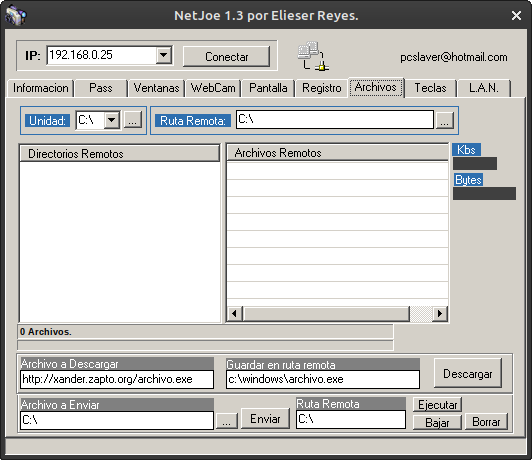 NetJoe 1.3 por Elieser Reyes.
IP: 192.168.0.25 Conectar pcslaver@hotmail.com
Informacion Pass Ventanas WebCam Pantalla Registro Archivos Teclas L.A.N.
Unidad: C:\ ... Ruta Remota: C:\ ...
Directorios Remotos Archivos Remotos Kbs
Bytes
0 Archivos.
Archivo a Descargar Guardar en ruta remota
http://xander.zapto.org/archivo.exe c:\windows\archivo.exe Descargar
Archivo a Enviar Ruta Remota Ejecutar
C:\ ... Enviar C:\ Bajar Borrar